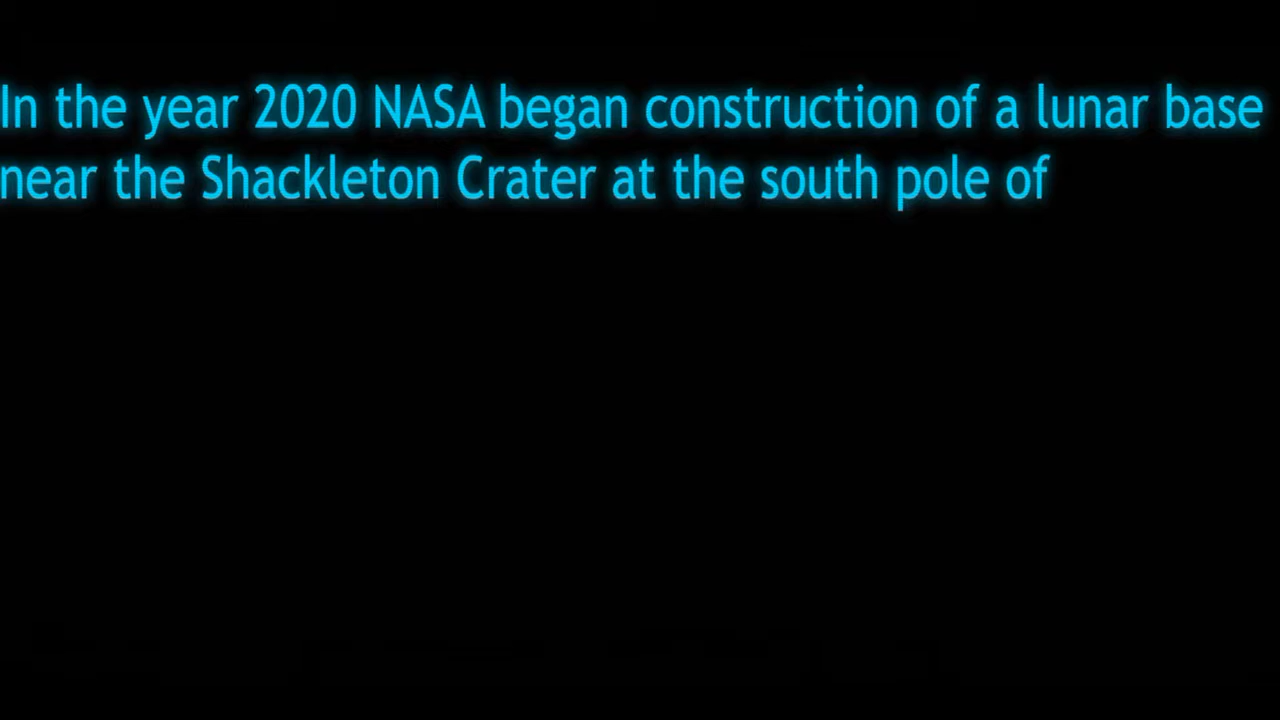 In the year 2020 NASA began construction of a lunar base
near the Shackleton Crater at the south pole of